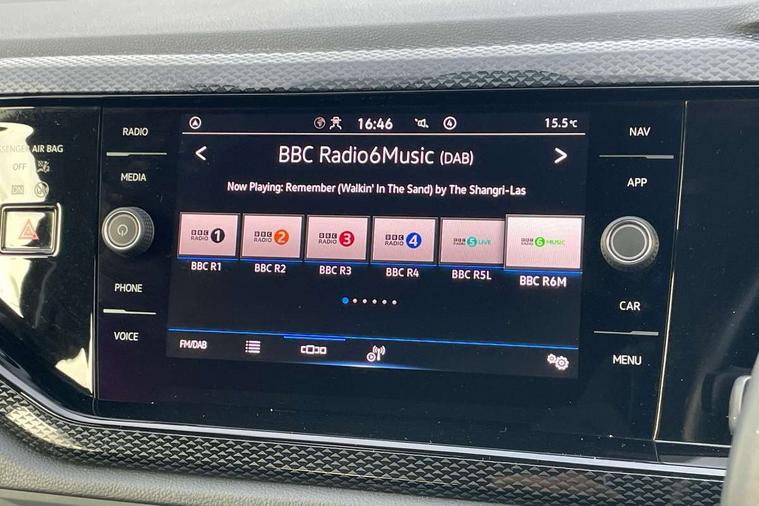 PASSENGER AIR BAG
OFF
ON
RADIO
MEDIA
PHONE
VOICE
16:46
4
15.5°C
< BBC Radio6Music (DAB) >
Now Playing: Remember (Walkin' In The Sand) by The Shangri-Las
BBC RADIO 1
BBC RADIO 2
BBC RADIO 3
BBC RADIO 4
BBC RADIO 5 LIVE
BBC RADIO 6 MUSIC
BBC R1
BBC R2
BBC R3
BBC R4
BBC R5L
BBC R6M
FM/DAB
NAV
APP
CAR
MENU